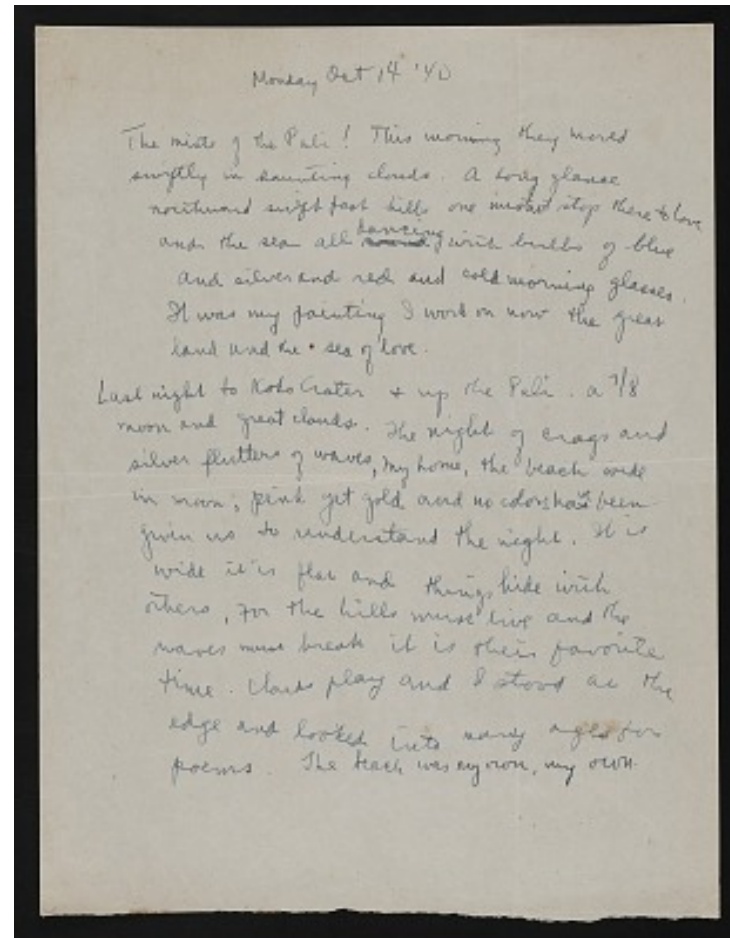 Monday Oct 14 '40
The mists of the Pali! This morning they moved
swiftly in haunting clouds. A long glance
northward swift past hills one must stop there to love
and the sea all dancing with bulbs of blue
and silver and red and cold morning glasses.
It was my painting I work on now the great
land and the sea of love.
Last night to Koko Crater & up the Pali. a 7/8
moon and great clouds. The night of crags and
silver flutters of waves, my home, the beach wide
in moon, pink yet gold and no colors have been
given us to understand the night. It is
wide it is flat and things hide with
others, for the hills must live and the
waves must break it is their favorite
time. Clouds play and I stood at the
edge and looked into many ages for
poems. The beach was my own, my own